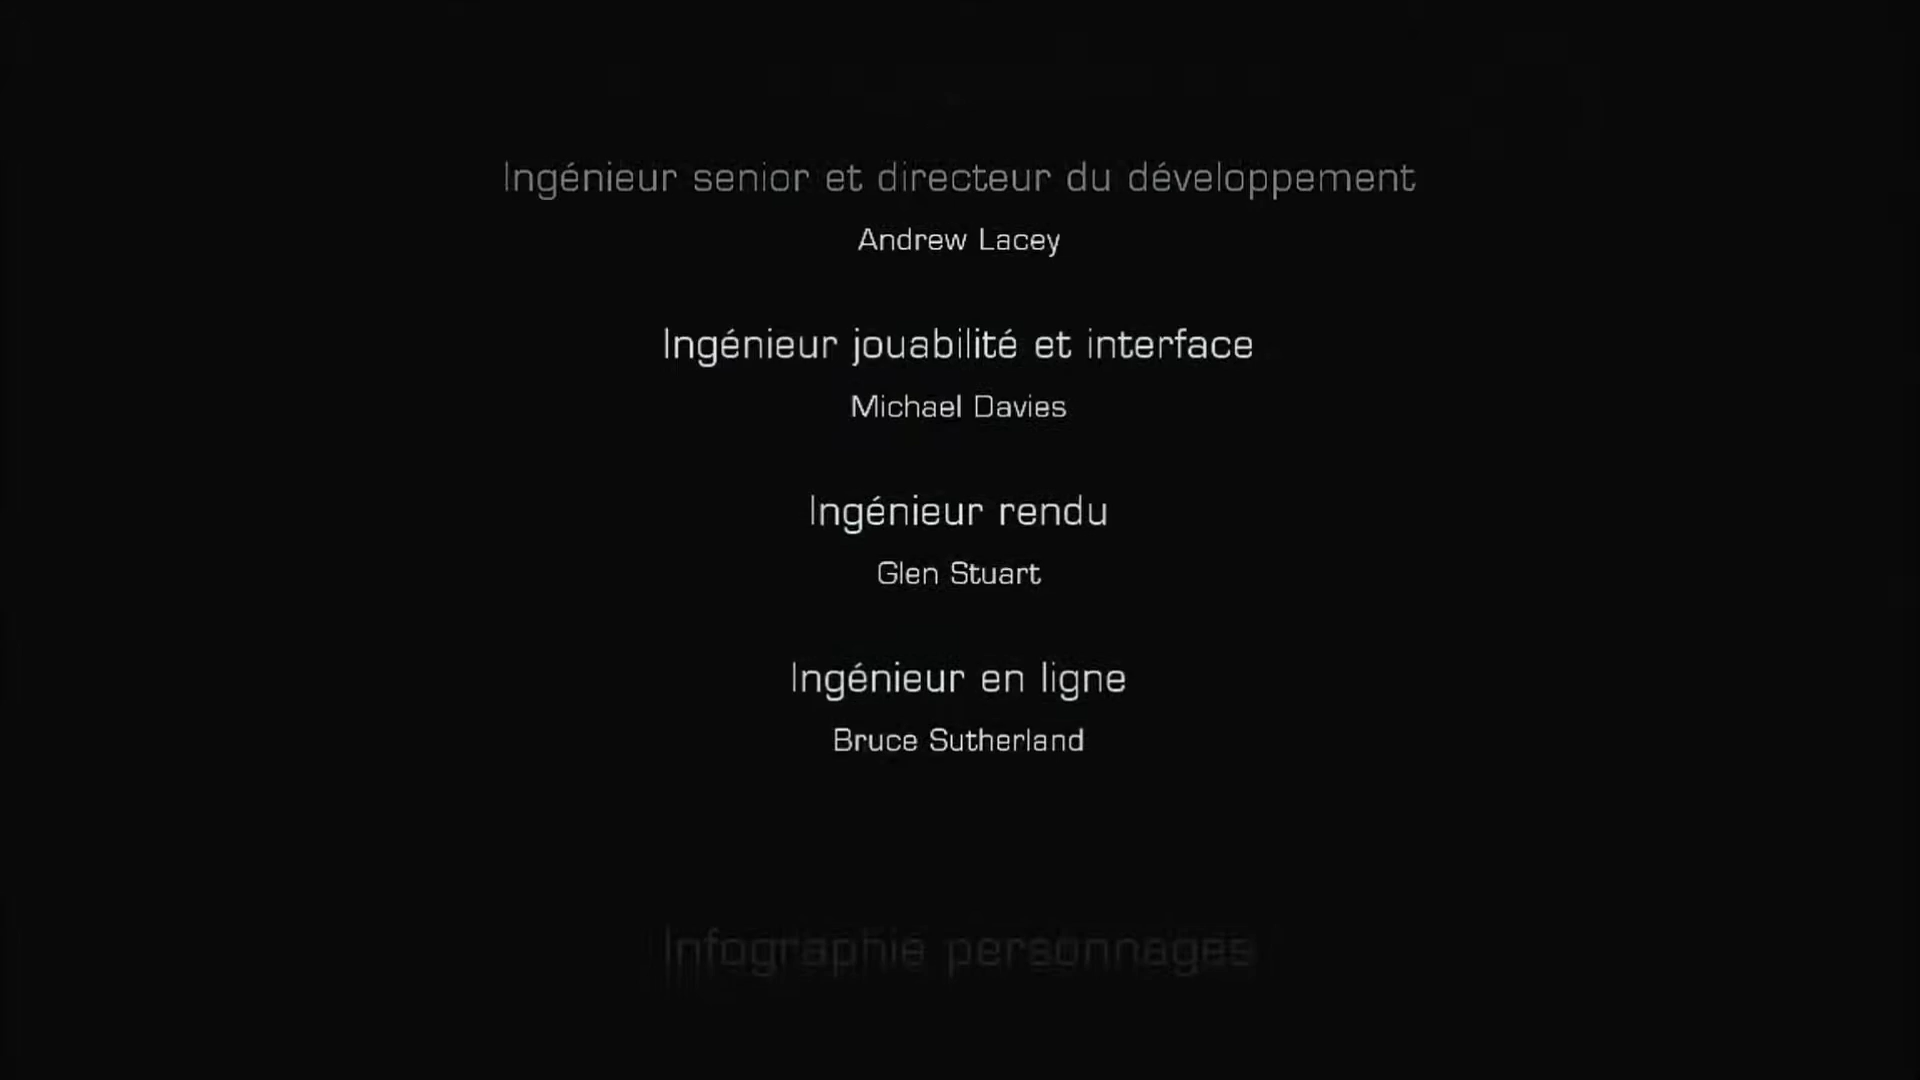 Ingénieur senior et directeur du développement
Andrew Lacey
Ingénieur jouabilité et interface
Michael Davies
Ingénieur rendu
Glen Stuart
Ingénieur en ligne
Bruce Sutherland
Infographie personnages